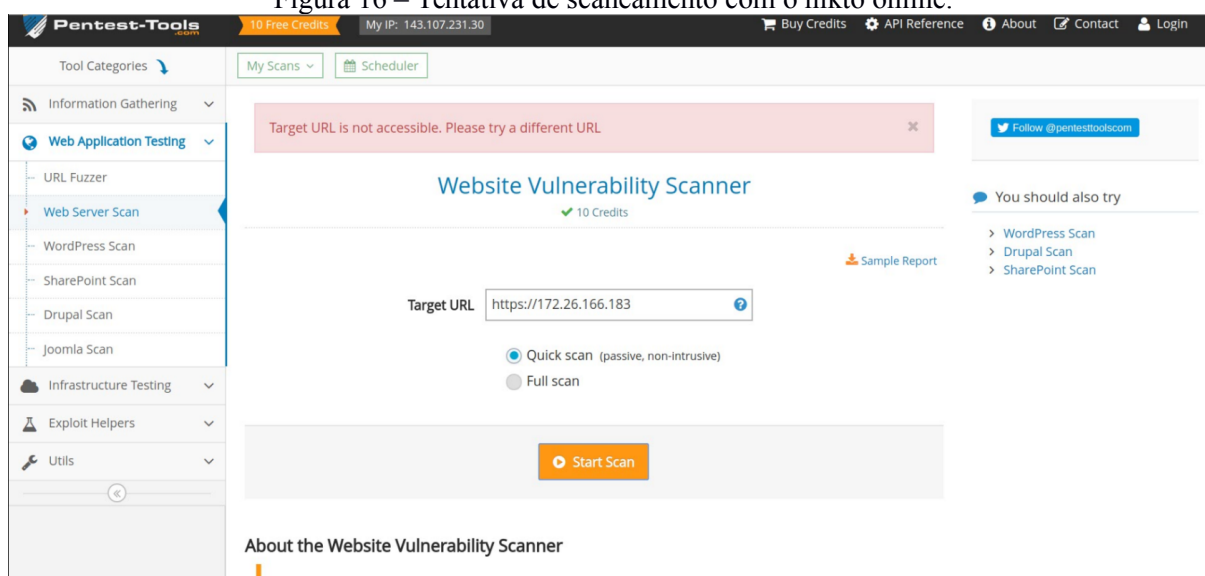 Figura 16 – Tentativa de scaneamento com o nikto online.
Pentest-Tools
.com
10 Free Credits
My IP: 143.107.231.30
Buy Credits
API Reference
About
Contact
Login
Tool Categories
My Scans
Scheduler
Information Gathering
Web Application Testing
URL Fuzzer
Web Server Scan
WordPress Scan
SharePoint Scan
Drupal Scan
Joomla Scan
Infrastructure Testing
Exploit Helpers
Utils
Target URL is not accessible. Please try a different URL
Website Vulnerability Scanner
10 Credits
Sample Report
Target URL
https://172.26.166.183
Quick scan (passive, non-intrusive)
Full scan
Start Scan
About the Website Vulnerability Scanner
Follow @pentesttoolscom
You should also try
WordPress Scan
Drupal Scan
SharePoint Scan